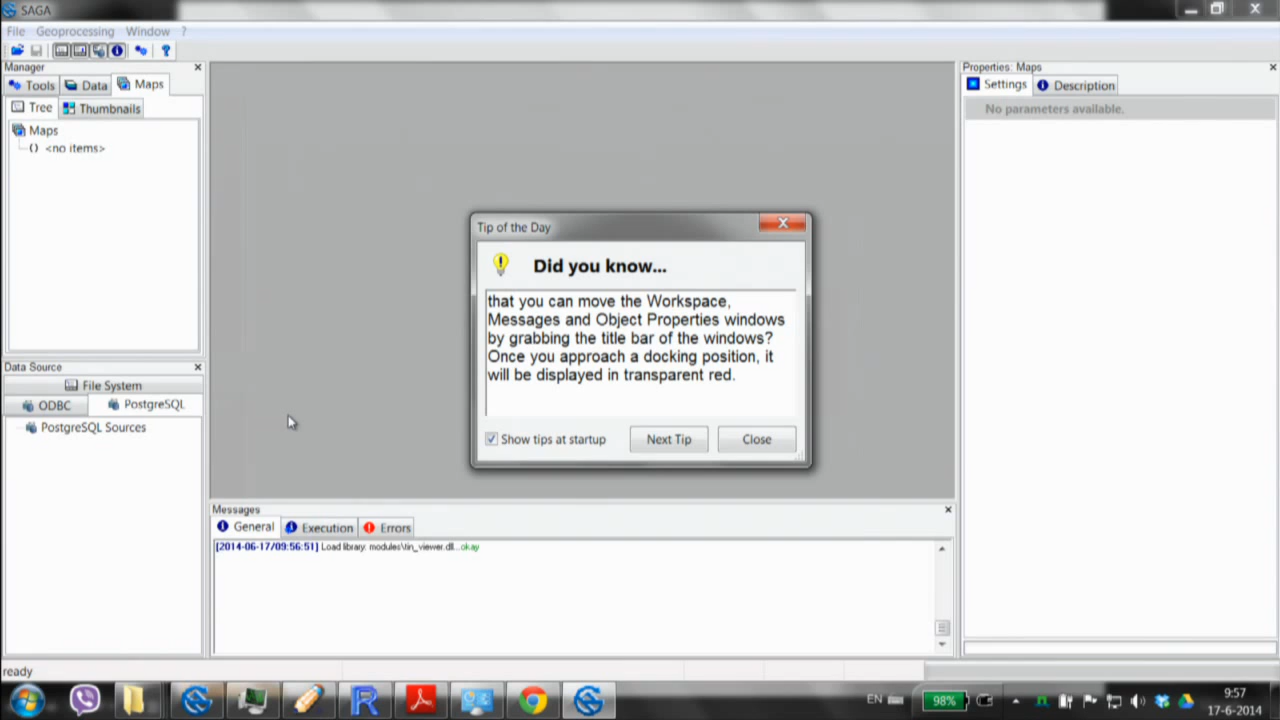 SAGA
File Geoprocessing Window ?
Manager
Tools Data Maps
Tree Thumbnails
Maps
<no items>
Data Source
File System
ODBC PostgreSQL
PostgreSQL Sources
Tip of the Day
Did you know...
that you can move the Workspace,
Messages and Object Properties windows
by grabbing the title bar of the windows?
Once you approach a docking position, it
will be displayed in transparent red.
Show tips at startup Next Tip Close
Messages
General Execution Errors
[2014-06-17/09:56:51] Load library: modules\tin_viewer.dll...okay
Properties: Maps
Settings Description
No parameters available.
ready
EN 98% 9:57
17-6-2014